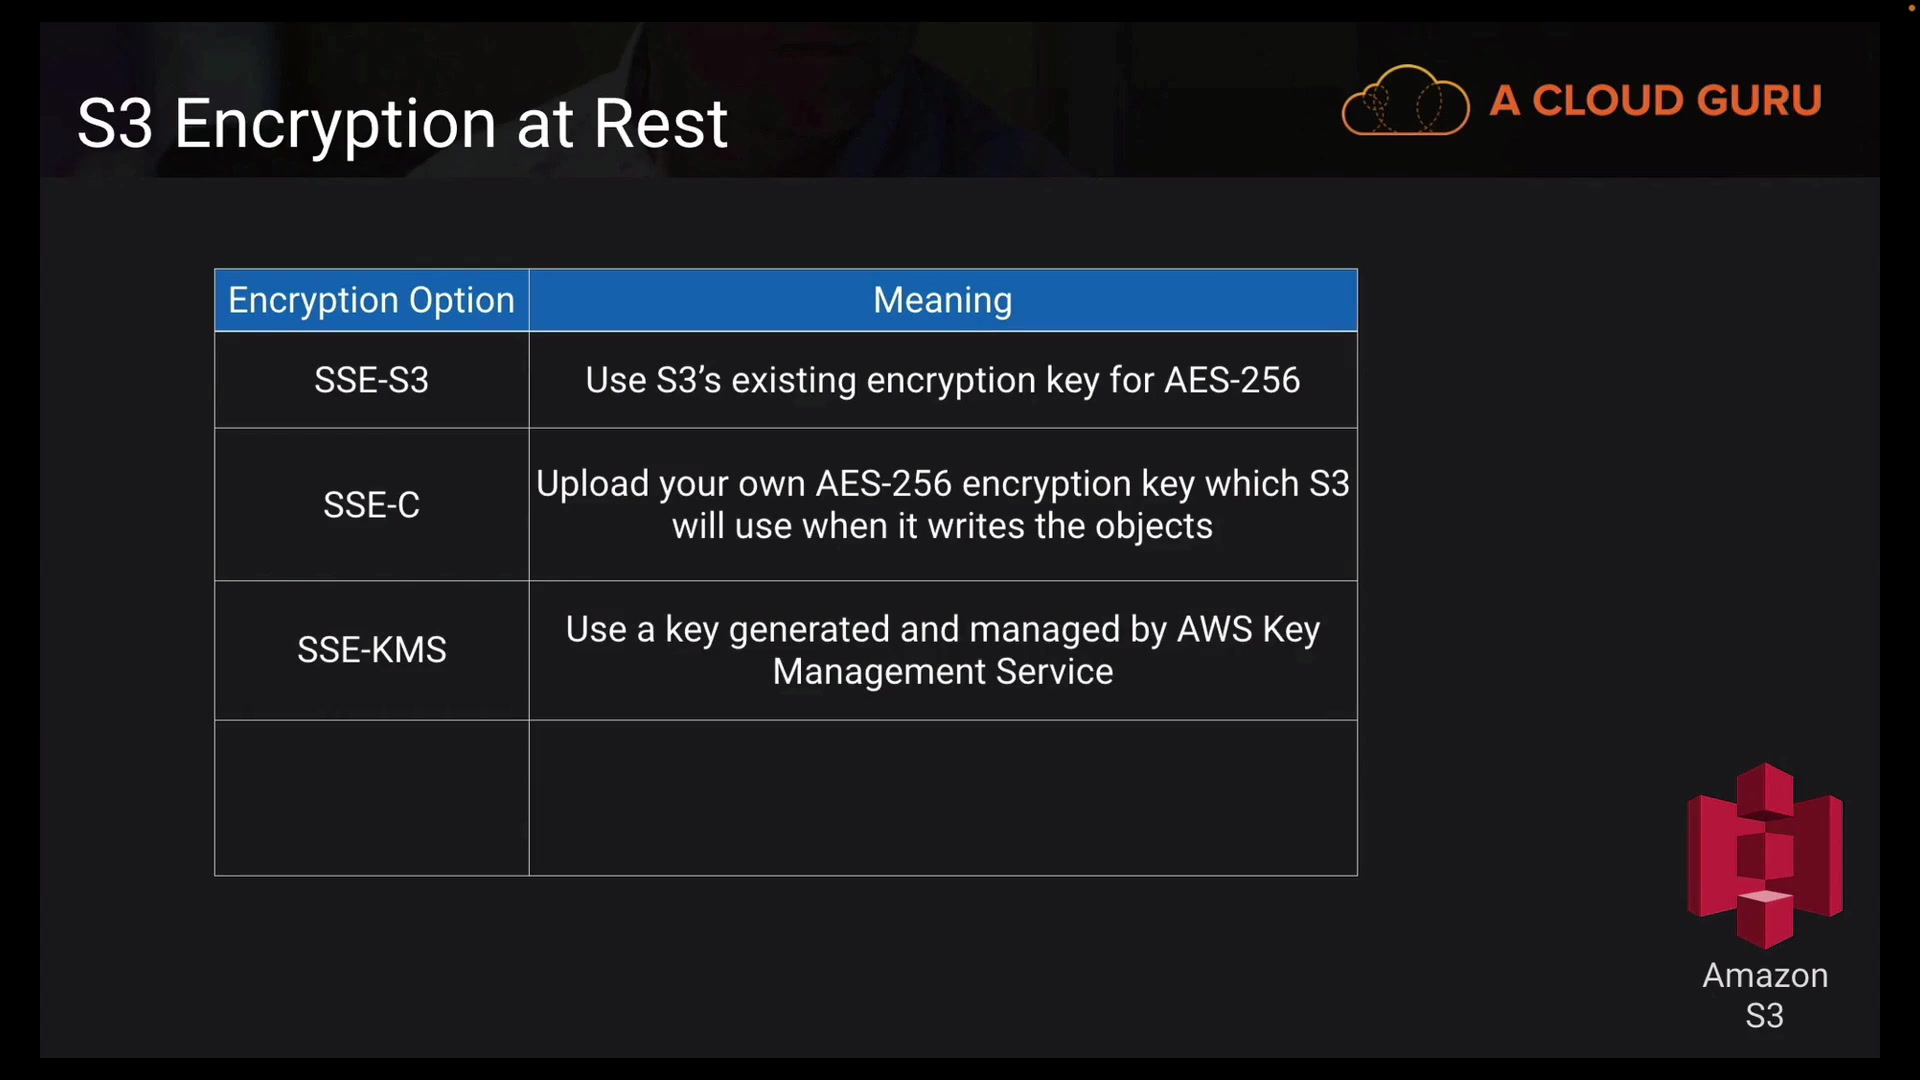 S3 Encryption at Rest
A CLOUD GURU
Encryption Option
Meaning
SSE-S3
Use S3’s existing encryption key for AES-256
SSE-C
Upload your own AES-256 encryption key which S3
will use when it writes the objects
SSE-KMS
Use a key generated and managed by AWS Key
Management Service
Amazon
S3